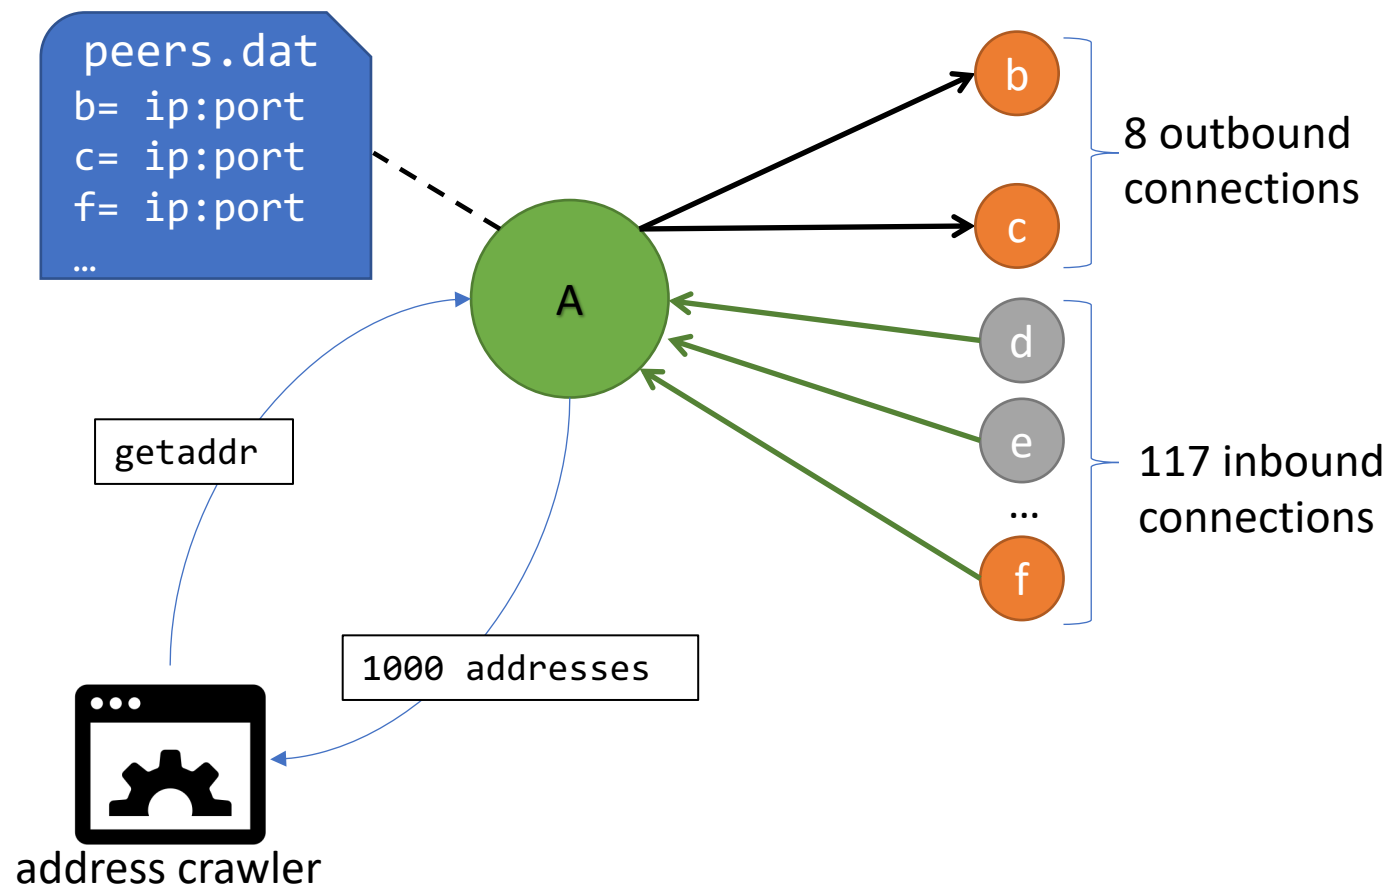 peers.dat
b= ip:port
c= ip:port
f= ip:port
…
A
b
c
8 outbound
connections
d
e
...
f
117 inbound
connections
getaddr
1000 addresses
address crawler